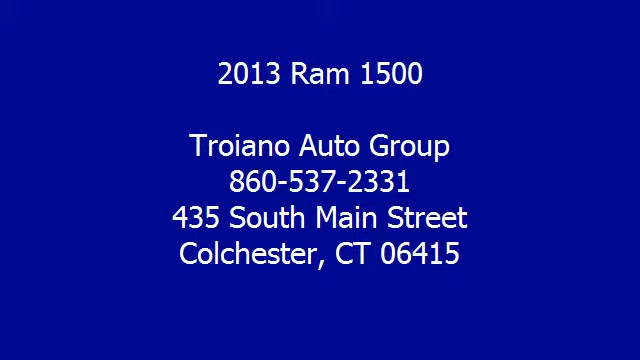 2013 Ram 1500
Troiano Auto Group
860-537-2331
435 South Main Street
Colchester, CT 06415